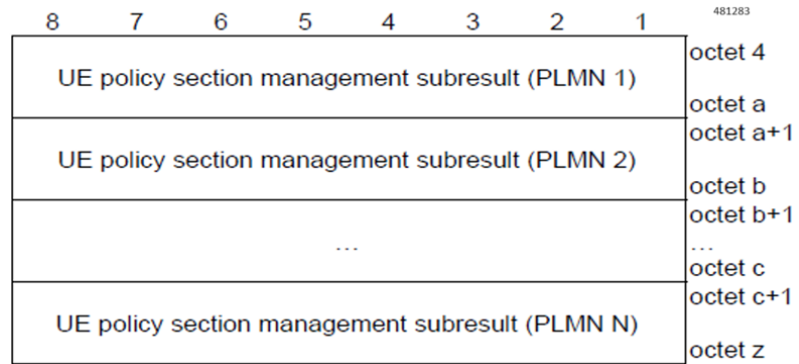 481283
8 7 6 5 4 3 2 1
octet 4
UE policy section management subresult (PLMN 1)
octet a
octet a+1
UE policy section management subresult (PLMN 2)
octet b
octet b+1
... ...
octet c
octet c+1
UE policy section management subresult (PLMN N)
octet z